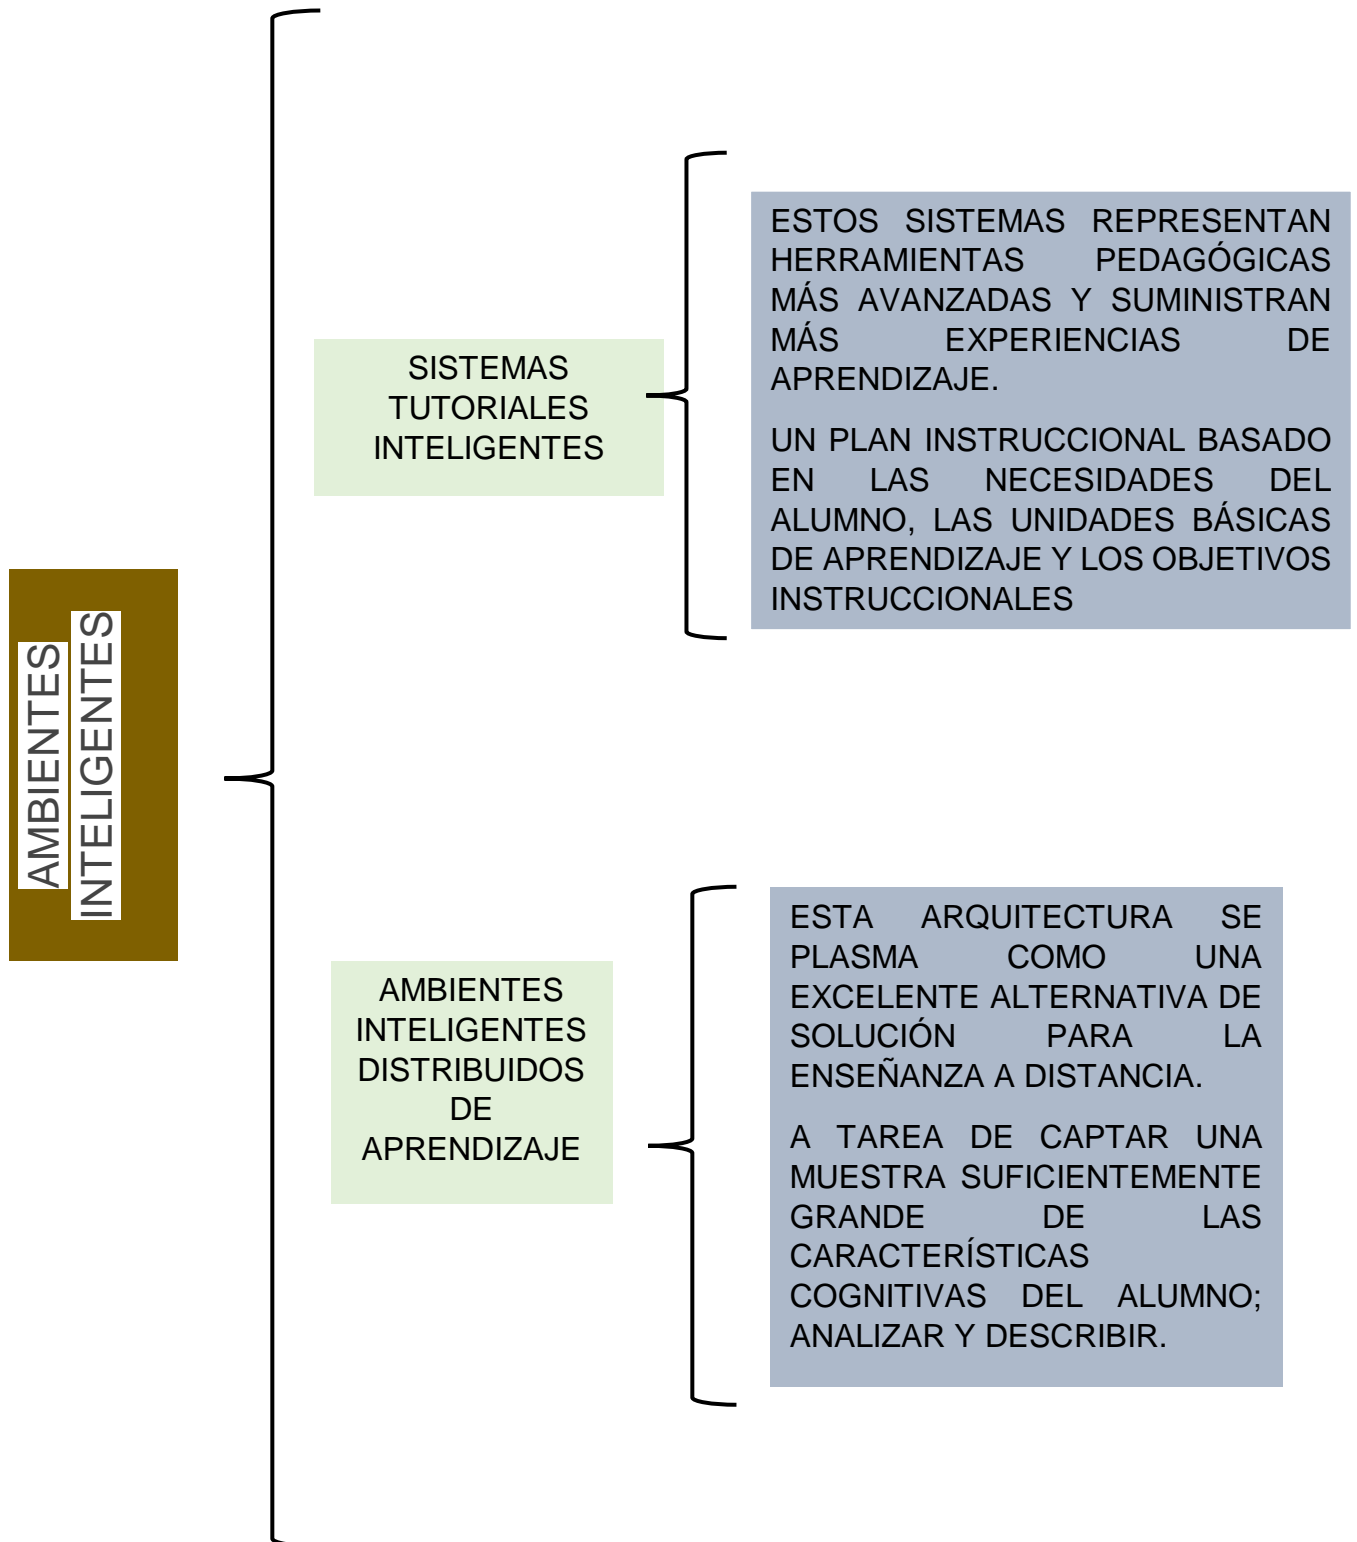 AMBIENTES
INTELIGENTES
SISTEMAS
TUTORIALES
INTELIGENTES
ESTOS SISTEMAS REPRESENTAN
HERRAMIENTAS PEDAGÓGICAS
MÁS AVANZADAS Y SUMINISTRAN
MÁS EXPERIENCIAS DE
APRENDIZAJE.
UN PLAN INSTRUCCIONAL BASADO
EN LAS NECESIDADES DEL
ALUMNO, LAS UNIDADES BÁSICAS
DE APRENDIZAJE Y LOS OBJETIVOS
INSTRUCCIONALES
AMBIENTES
INTELIGENTES
DISTRIBUIDOS
DE
APRENDIZAJE
ESTA ARQUITECTURA SE
PLASMA COMO UNA
EXCELENTE ALTERNATIVA DE
SOLUCIÓN PARA LA
ENSEÑANZA A DISTANCIA.
A TAREA DE CAPTAR UNA
MUESTRA SUFICIENTEMENTE
GRANDE DE LAS
CARACTERÍSTICAS
COGNITIVAS DEL ALUMNO;
ANALIZAR Y DESCRIBIR.